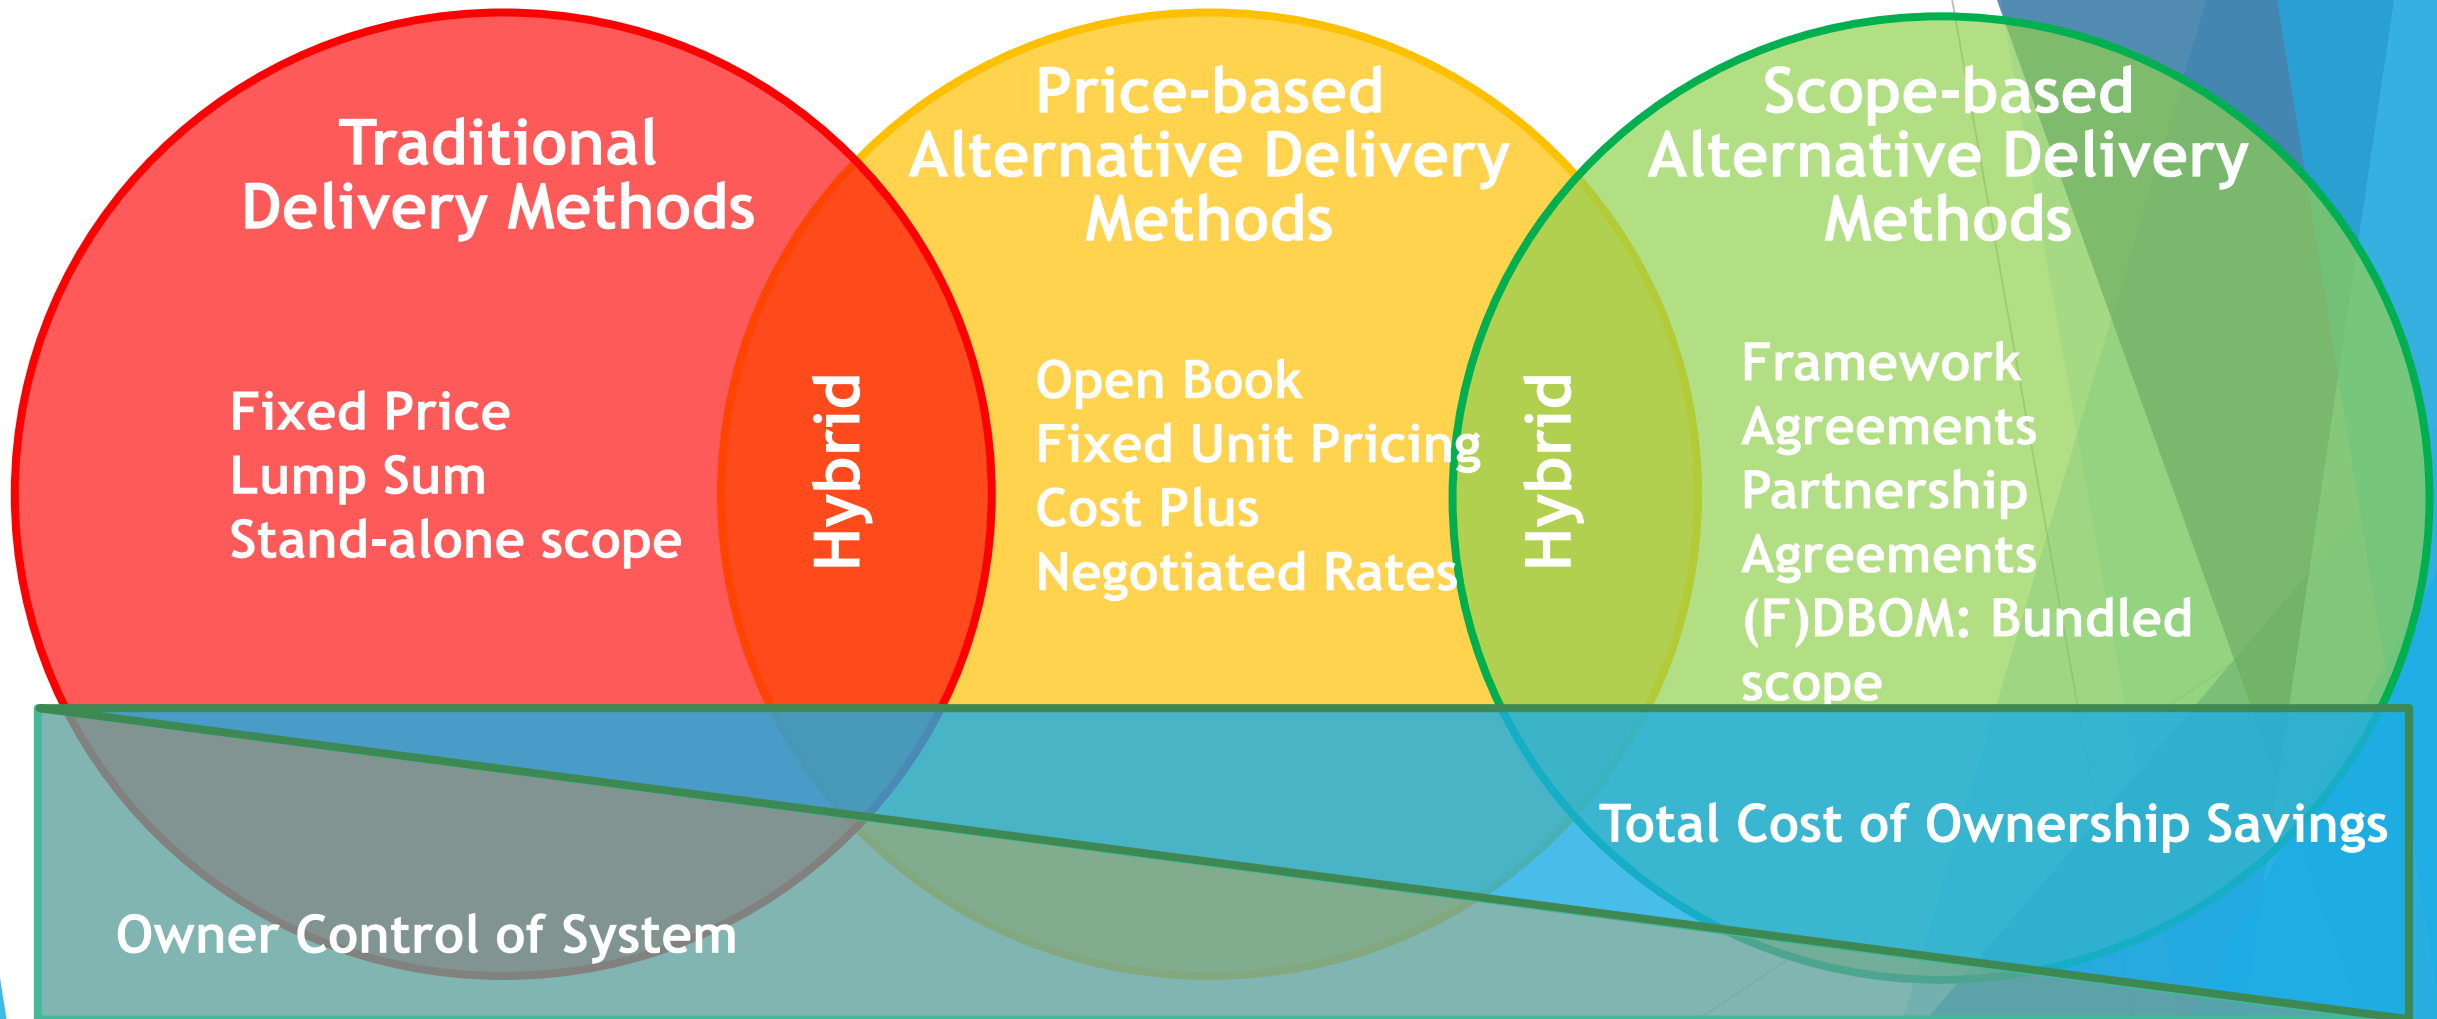 Traditional
Delivery Methods
Fixed Price
Lump Sum
Stand-alone scope
Hybrid
Price-based
Alternative Delivery
Methods
Open Book
Fixed Unit Pricing
Cost Plus
Negotiated Rates
Hybrid
Scope-based
Alternative Delivery
Methods
Framework
Agreements
Partnership
Agreements
(F)DBOM: Bundled
scope
Total Cost of Ownership Savings
Owner Control of System